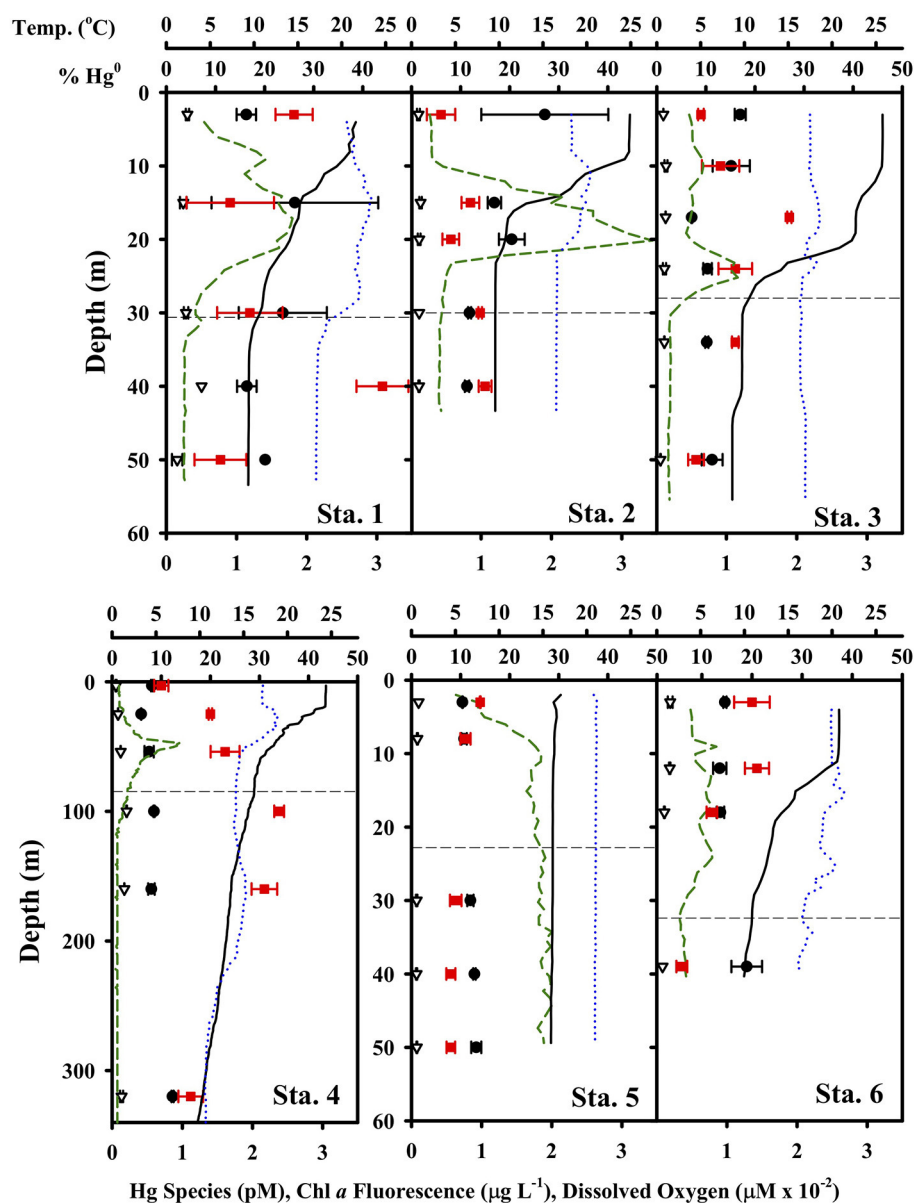 Temp. (°C)
0 5 10 15 20 25 0 5 10 15 20 25 0 5 10 15 20 25
% Hg⁰
0 10 20 30 40 0 10 20 30 40 0 10 20 30 40 50
Depth (m)
0
10
20
30
40
50
60
Sta. 1 Sta. 2 Sta. 3
0 1 2 3 1 2 3 1 2 3
0 5 10 15 20 25 0 5 10 15 20 25 0 5 10 15 20 25
0 10 20 30 40 50 0 10 20 30 40 50 10 20 30 40 50
Depth (m)
0
100
200
300
0
10
20
30
40
50
60
Sta. 4 Sta. 5 Sta. 6
0 1 2 3 1 2 3 1 2 3
Hg Species (pM), Chl a Fluorescence (μg L⁻¹), Dissolved Oxygen (μM x 10⁻²)